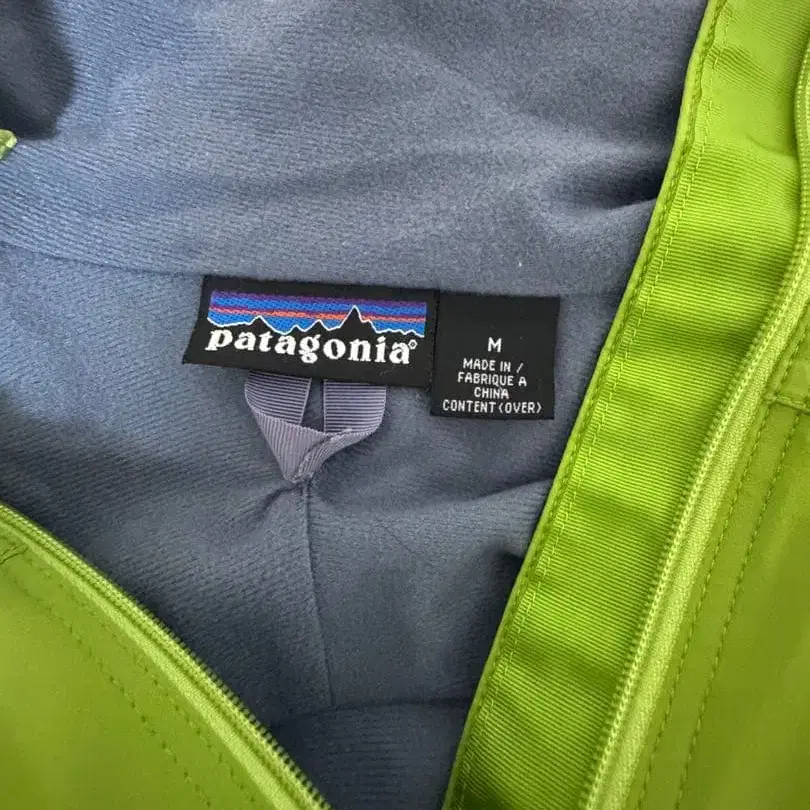 patagonia®
M
MADE IN /
FABRIQUE A
CHINA
CONTENT (OVER)